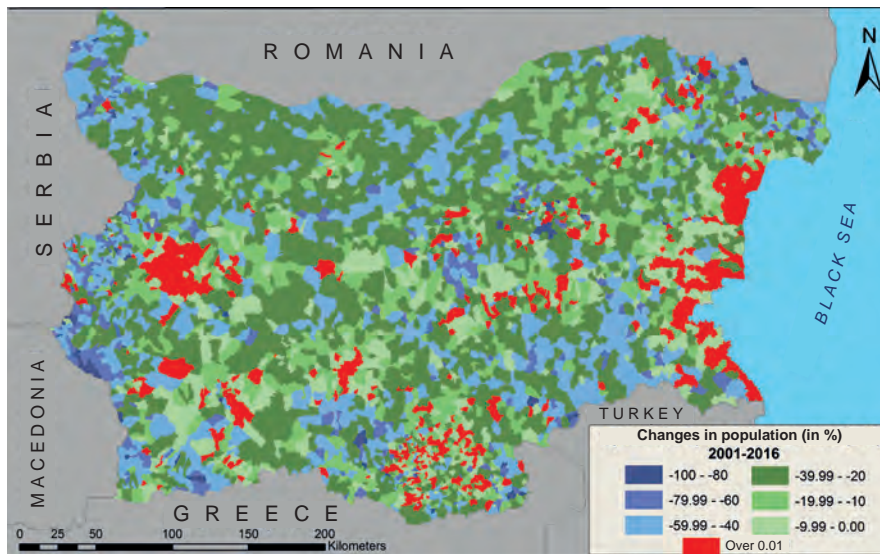 ROMANIA
N
SERBIA
BLACK SEA
MACEDONIA
TURKEY
GREECE
0 25 50 100 150 200
Kilometers
Changes in population (in %)
2001-2016
-100 - -80
-39.99 - -20
-79.99 - -60
-19.99 - -10
-59.99 - -40
-9.99 - 0.00
Over 0.01